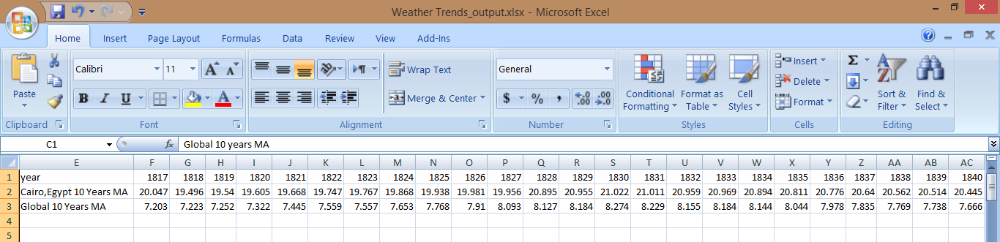 Weather Trends_output.xlsx - Microsoft Excel
Home Insert Page Layout Formulas Data Review View Add-Ins
Calibri 11 Wrap Text General Insert Σ
Paste B I U A Merge & Center $ % , .0 .00 .00 .0 Conditional Formatting Format as Table Cell Styles Delete Format Sort & Filter Find & Select
Clipboard Font Alignment Number Styles Cells Editing
C1 fx Global 10 years MA
E F G H I J K L M N O P Q R S T U V W X Y Z AA AB AC
1 year 1817 1818 1819 1820 1821 1822 1823 1824 1825 1826 1827 1828 1829 1830 1831 1832 1833 1834 1835 1836 1837 1838 1839 1840
2 Cairo,Egypt 10 Years MA 20.047 19.496 19.54 19.605 19.668 19.747 19.767 19.868 19.938 19.981 19.956 20.895 20.955 21.022 21.011 20.959 20.969 20.894 20.811 20.776 20.64 20.562 20.514 20.445
3 Global 10 Years MA 7.203 7.223 7.252 7.322 7.445 7.559 7.557 7.653 7.768 7.91 8.093 8.127 8.184 8.274 8.229 8.155 8.184 8.144 8.044 7.978 7.835 7.769 7.738 7.666
4
5